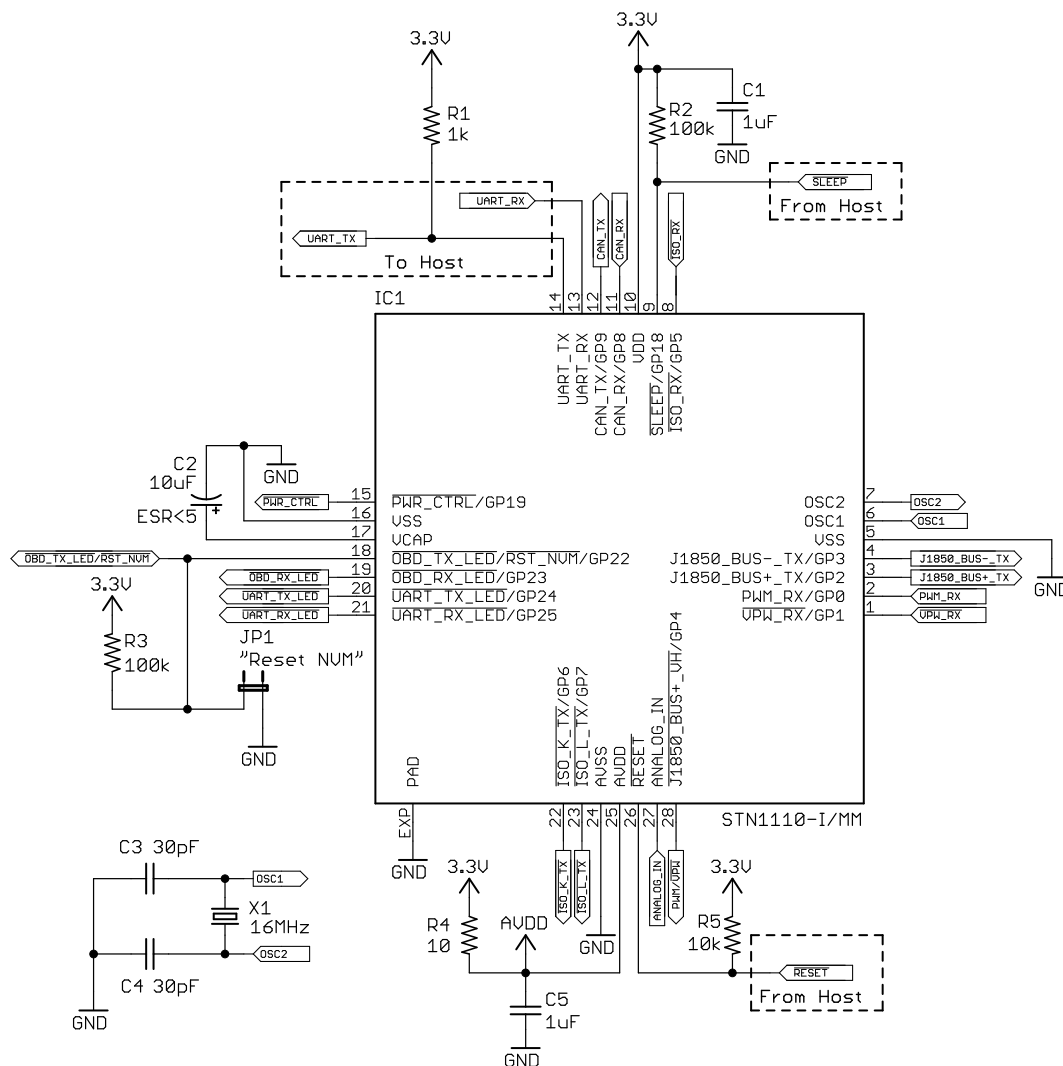 3.3V
3.3V
R1
1k
R2
100k
C1
1uF
GND
SLEEP
From Host
UART_RX
UART_TX
To Host
CAN_TX
CAN_RX
ISO_RX
IC1
14
13
12
11
10
9
8
UART_TX
UART_RX
CAN_TX/GP9
CAN_RX/GP8
VDD
SLEEP/GP18
ISO_RX/GP5
C2
10uF
ESR<5
GND
PWR_CTRL
15
PWR_CTRL/GP19
16
VSS
17
VCAP
OBD_TX_LED/RST_NVM
18
OBD_TX_LED/RST_NVM/GP22
OBD_RX_LED
19
OBD_RX_LED/GP23
UART_TX_LED
20
UART_TX_LED/GP24
UART_RX_LED
21
UART_RX_LED/GP25
OSC2
7
OSC2
OSC1
6
OSC1
VSS
5
GND
J1850_BUS-_TX/GP3
4
J1850_BUS-_TX
J1850_BUS+_TX/GP2
3
J1850_BUS+_TX
PWM_RX/GP0
2
PWM_RX
VPW_RX/GP1
1
VPW_RX
3.3V
R3
100k
JP1
"Reset NVM"
GND
PAD
EXP
GND
ISO_K_TX/GP6
ISO_L_TX/GP7
AVSS
AVDD
RESET
ANALOG_IN
J1850_BUS+_VH/GP4
22
23
24
25
26
27
28
STN1110-I/MM
ISO_K_TX
ISO_L_TX
ANALOG_IN
PWM/VPW
C3 30pF
OSC1
X1
16MHz
OSC2
C4 30pF
GND
3.3V
R4
10
AVDD
GND
C5
1uF
GND
3.3V
R5
10k
RESET
From Host